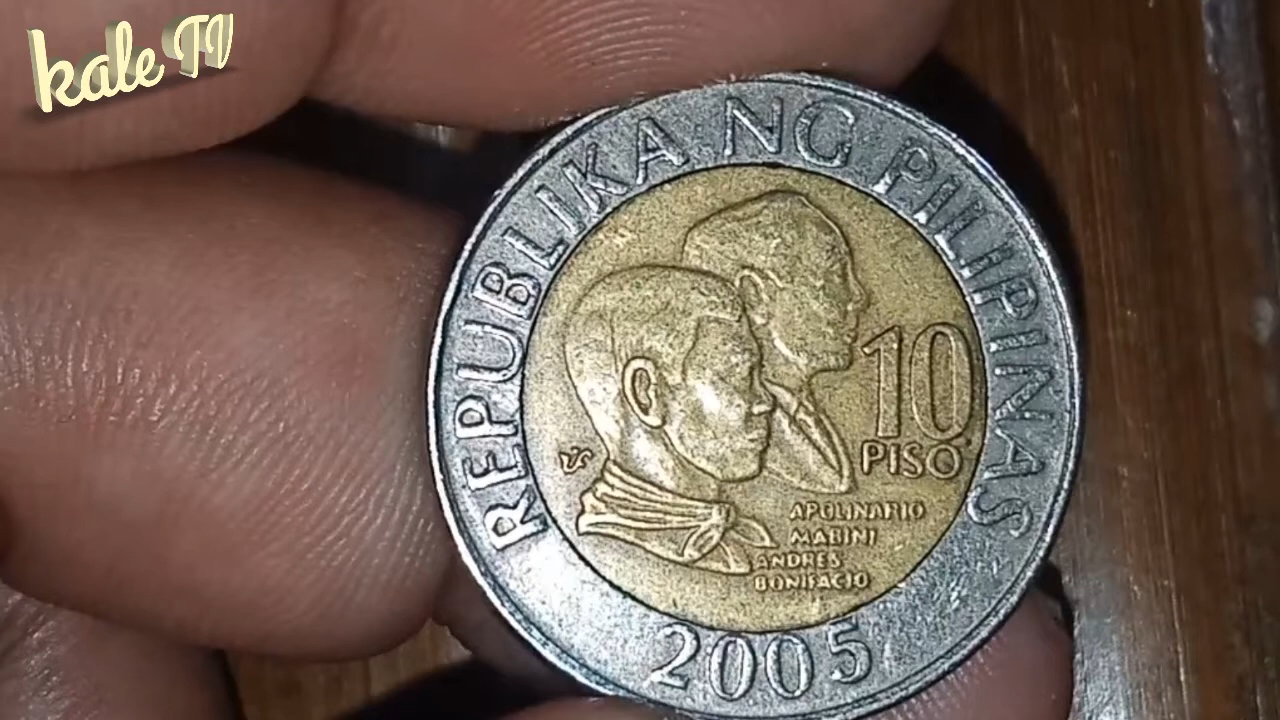 kale TV
REPUBLIKA NG PILIPINAS
10
PISO
APOLINARIO
MABINI
ANDRES
BONIFACIO
2005